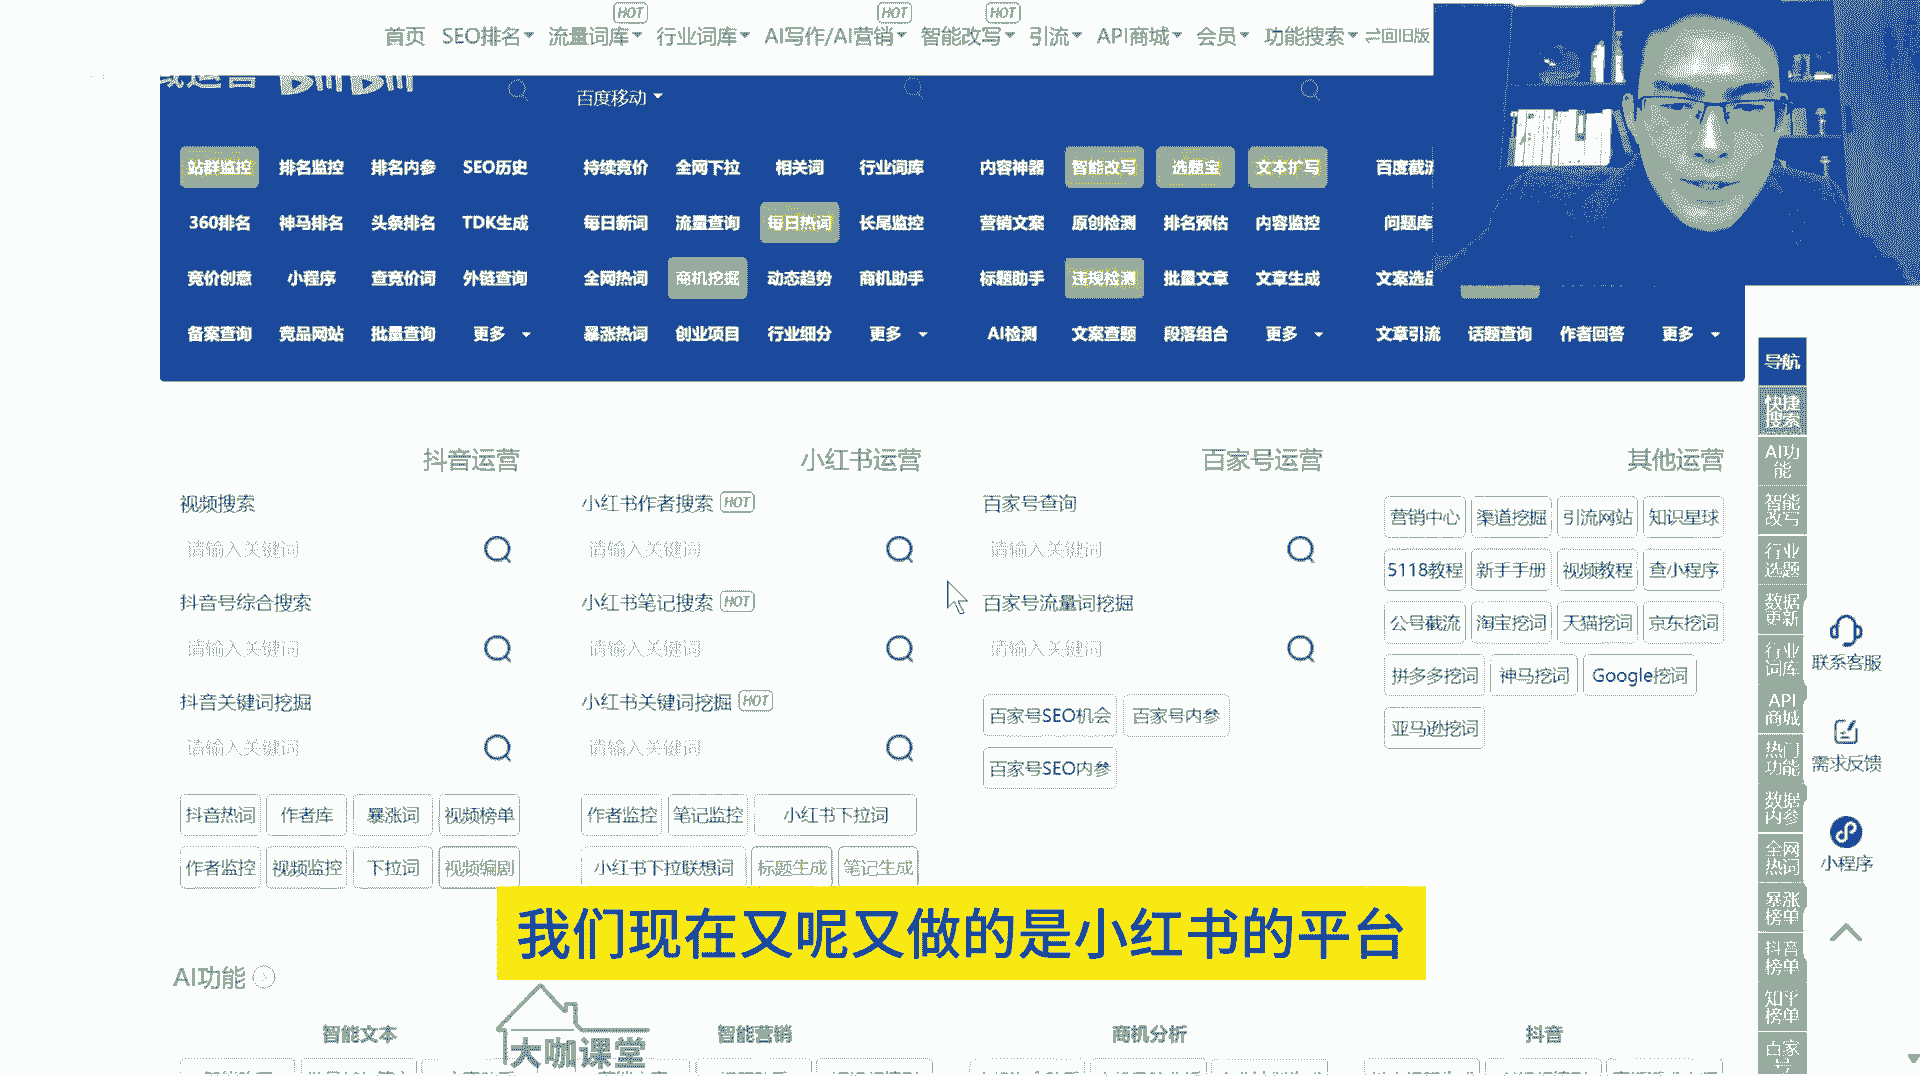 HOT HOT HOT
首页 SEO排名 流量词库 行业词库 AI写作/AI营销 智能改写 引流 API商城 会员 功能搜索 回旧版
百度移动
站群监控 排名监控 排名内参 SEO历史 持续竞价 全网下拉 相关词 行业词库 内容神器 智能改写 选题宝 文本扩写 百度截流
360排名 神马排名 头条排名 TDK生成 每日新词 流量查询 每日热词 长尾监控 营销文案 原创检测 排名预估 内容监控 问题库
竞价创意 小程序 查竞价词 外链查询 全网热词 商机挖掘 动态趋势 商机助手 标题助手 违规检测 批量文章 文章生成 文案选品
备案查询 竞品网站 批量查询 更多 暴涨热词 创业项目 行业细分 更多 AI检测 文案查题 段落组合 更多 文章引流 话题查询 作者回答 更多
抖音运营
视频搜索
请输入关键词
抖音号综合搜索
请输入关键词
抖音关键词挖掘
请输入关键词
抖音热词 作者库 暴涨词 视频榜单
作者监控 视频监控 下拉词 视频编剧
小红书运营
小红书作者搜索 HOT
请输入关键词
小红书笔记搜索 HOT
请输入关键词
小红书关键词挖掘 HOT
请输入关键词
作者监控 笔记监控 小红书下拉词
小红书下拉联想词 标题生成 笔记生成
百家号运营
百家号查询
请输入关键词
百家号流量词挖掘
请输入关键词
百家号SEO机会 百家号内参
百家号SEO内参
其他运营
营销中心 渠道挖掘 引流网站 知识星球
5118教程 新手手册 视频教程 查小程序
公号截流 淘宝挖词 天猫挖词 京东挖词
拼多多挖词 神马挖词 Google挖词
亚马逊挖词
导航
快捷
搜索
AI功
能
智能
改写
行业
选题
数据
更新
行业
词库
API
商城
热门
功能
数据
内参
全网
热词
暴涨
榜单
抖音
榜单
知乎
榜单
百家
联系客服
需求反馈
小程序
我们现在又呢又做的是小红书的平台
AI功能
智能文本 智能营销 商机分析 抖音
大咖课堂